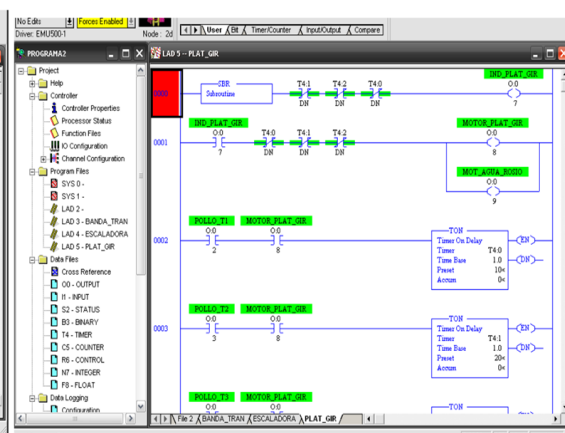 No Edits
Forces Enabled
Driver: EMU500-1
Node : 2d
User
Bit
Timer/Counter
Input/Output
Compare
PROGRAMA2
Project
Help
Controller
Controller Properties
Processor Status
Function Files
IO Configuration
Channel Configuration
Program Files
SYS 0 -
SYS 1 -
LAD 2 -
LAD 3 - BANDA_TRAN
LAD 4 - ESCALADORA
LAD 5 - PLAT_GIR
Data Files
Cross Reference
O0 - OUTPUT
I1 - INPUT
S2 - STATUS
B3 - BINARY
T4 - TIMER
C5 - COUNTER
R6 - CONTROL
N7 - INTEGER
F8 - FLOAT
Data Logging
Configuration
LAD 5 -- PLAT_GIR
IND_PLAT_GIR
SBR T4:1 T4:2 T4:0 O:0
0000 Subroutine
DN DN DN 7
IND_PLAT_GIR MOTOR_PLAT_GIR
O:0 T4:0 T4:1 T4:2 O:0
0001
7 DN DN DN 8
MOT_AGUA_ROSIO
O:0
9
POLLO_T1 MOTOR_PLAT_GIR
O:0 O:0 TON
0002 Timer On Delay EN
2 8 Timer T4:0
Time Base 1.0 DN
Preset 10<
Accum 0<
POLLO_T2 MOTOR_PLAT_GIR
O:0 O:0 TON
0003 Timer On Delay EN
3 8 Timer T4:1
Time Base 1.0 DN
Preset 20<
Accum 0<
POLLO_T3 MOTOR_PLAT_GIR
O:0 O:0 TON
File 2
BANDA_TRAN
ESCALADORA
PLAT_GIR